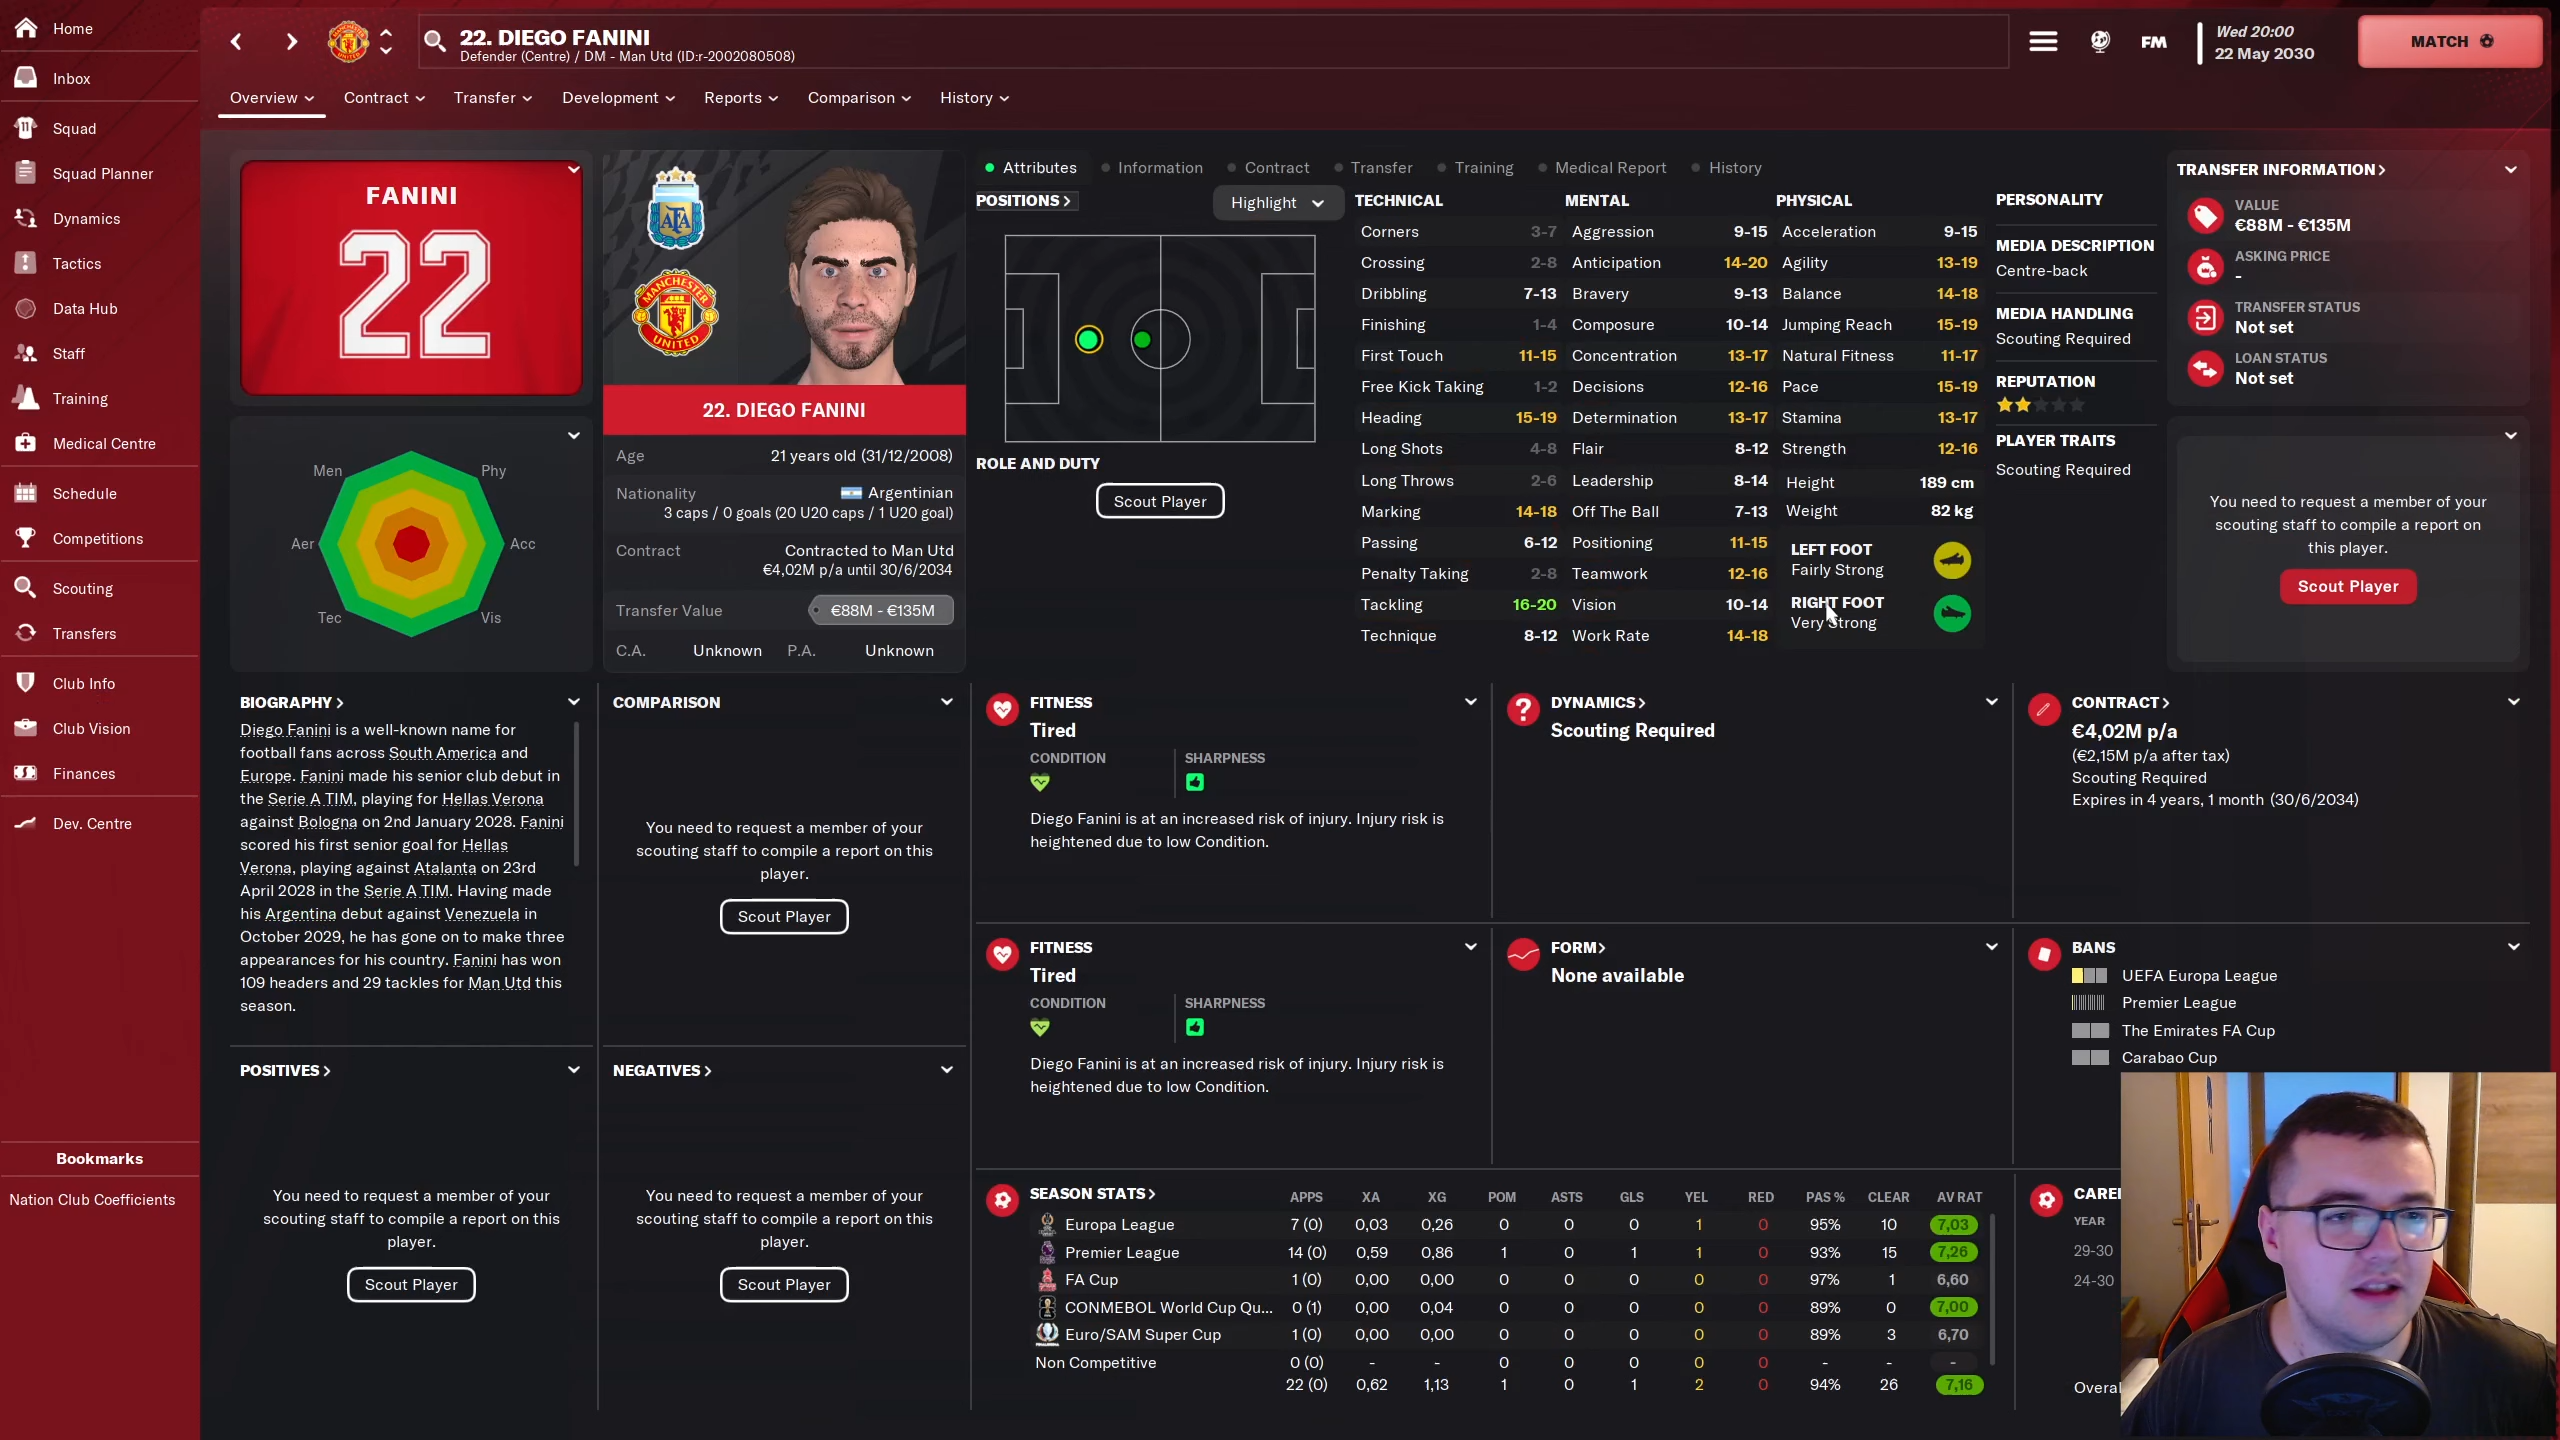 Home
Inbox
Squad
Squad Planner
Dynamics
Tactics
Data Hub
Staff
Training
Medical Centre
Schedule
Competitions
Scouting
Transfers
Club Info
Club Vision
Finances
Dev. Centre
Bookmarks
Nation Club Coefficients
22. DIEGO FANINI
Defender (Centre) / DM - Man Utd (ID:r-2002080508)
FM
Wed 20:00
22 May 2030
MATCH
Overview
Contract
Transfer
Development
Reports
Comparison
History
FANINI
22
Men
Phy
Aer
Acc
Tec
Vis
AFA
MANCHESTER
UNITED
22. DIEGO FANINI
Age 21 years old (31/12/2008)
Nationality Argentinian
3 caps / 0 goals (20 U20 caps / 1 U20 goal)
Contract Contracted to Man Utd
€4,02M p/a until 30/6/2034
Transfer Value €88M - €135M
C.A. Unknown P.A. Unknown
Attributes
Information
Contract
Transfer
Training
Medical Report
History
POSITIONS >
Highlight
ROLE AND DUTY
Scout Player
TECHNICAL
Corners 3-7
Crossing 2-8
Dribbling 7-13
Finishing 1-4
First Touch 11-15
Free Kick Taking 1-2
Heading 15-19
Long Shots 4-8
Long Throws 2-6
Marking 14-18
Passing 6-12
Penalty Taking 2-8
Tackling 16-20
Technique 8-12
MENTAL
Aggression 9-15
Anticipation 14-20
Bravery 9-13
Composure 10-14
Concentration 13-17
Decisions 12-16
Determination 13-17
Flair 8-12
Leadership 8-14
Off The Ball 7-13
Positioning 11-15
Teamwork 12-16
Vision 10-14
Work Rate 14-18
PHYSICAL
Acceleration 9-15
Agility 13-19
Balance 14-18
Jumping Reach 15-19
Natural Fitness 11-17
Pace 15-19
Stamina 13-17
Strength 12-16
Height 189 cm
Weight 82 kg
LEFT FOOT
Fairly Strong
RIGHT FOOT
Very Strong
PERSONALITY
MEDIA DESCRIPTION
Centre-back
MEDIA HANDLING
Scouting Required
REPUTATION
PLAYER TRAITS
Scouting Required
TRANSFER INFORMATION >
VALUE
€88M - €135M
ASKING PRICE
-
TRANSFER STATUS
Not set
LOAN STATUS
Not set
You need to request a member of your
scouting staff to compile a report on
this player.
Scout Player
BIOGRAPHY >
Diego Fanini is a well-known name for
football fans across South America and
Europe. Fanini made his senior club debut in
the Serie A TIM, playing for Hellas Verona
against Bologna on 2nd January 2028. Fanini
scored his first senior goal for Hellas
Verona, playing against Atalanta on 23rd
April 2028 in the Serie A TIM. Having made
his Argentina debut against Venezuela in
October 2029, he has gone on to make three
appearances for his country. Fanini has won
109 headers and 29 tackles for Man Utd this
season.
COMPARISON
You need to request a member of your
scouting staff to compile a report on this
player.
Scout Player
FITNESS
Tired
CONDITION
SHARPNESS
Diego Fanini is at an increased risk of injury. Injury risk is
heightened due to low Condition.
DYNAMICS >
Scouting Required
CONTRACT >
€4,02M p/a
(€2,15M p/a after tax)
Scouting Required
Expires in 4 years, 1 month (30/6/2034)
FITNESS
Tired
CONDITION
SHARPNESS
Diego Fanini is at an increased risk of injury. Injury risk is
heightened due to low Condition.
FORM >
None available
BANS
UEFA Europa League
Premier League
The Emirates FA Cup
Carabao Cup
POSITIVES >
You need to request a member of your
scouting staff to compile a report on this
player.
Scout Player
NEGATIVES >
You need to request a member of your
scouting staff to compile a report on this
player.
Scout Player
SEASON STATS > APPS XA XG POM ASTS GLS YEL RED PAS % CLEAR AV RAT
Europa League 7 (0) 0,03 0,26 0 0 0 1 0 95% 10 7,03
Premier League 14 (0) 0,59 0,86 1 0 1 1 0 93% 15 7,26
FA Cup 1 (0) 0,00 0,00 0 0 0 0 0 97% 1 6,60
CONMEBOL World Cup Qu... 0 (1) 0,00 0,04 0 0 0 0 0 89% 0 7,00
Euro/SAM Super Cup 1 (0) 0,00 0,00 0 0 0 0 0 89% 3 6,70
Non Competitive 0 (0) - - 0 0 0 0 0 - - -
22 (0) 0,62 1,13 1 0 1 2 0 94% 26 7,16
CAREE
YEAR
29-30
24-30
Overal